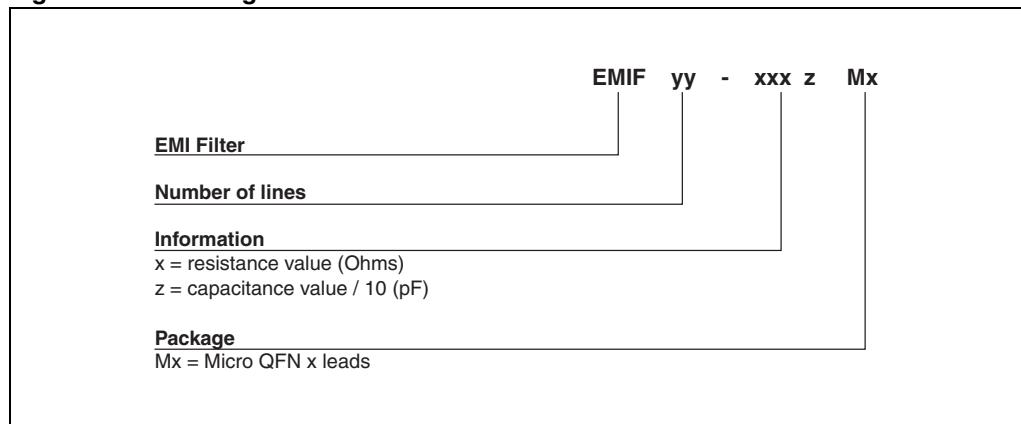 EMIF yy - xxx z Mx
EMI Filter
Number of lines
Information
x = resistance value (Ohms)
z = capacitance value / 10 (pF)
Package
Mx = Micro QFN x leads